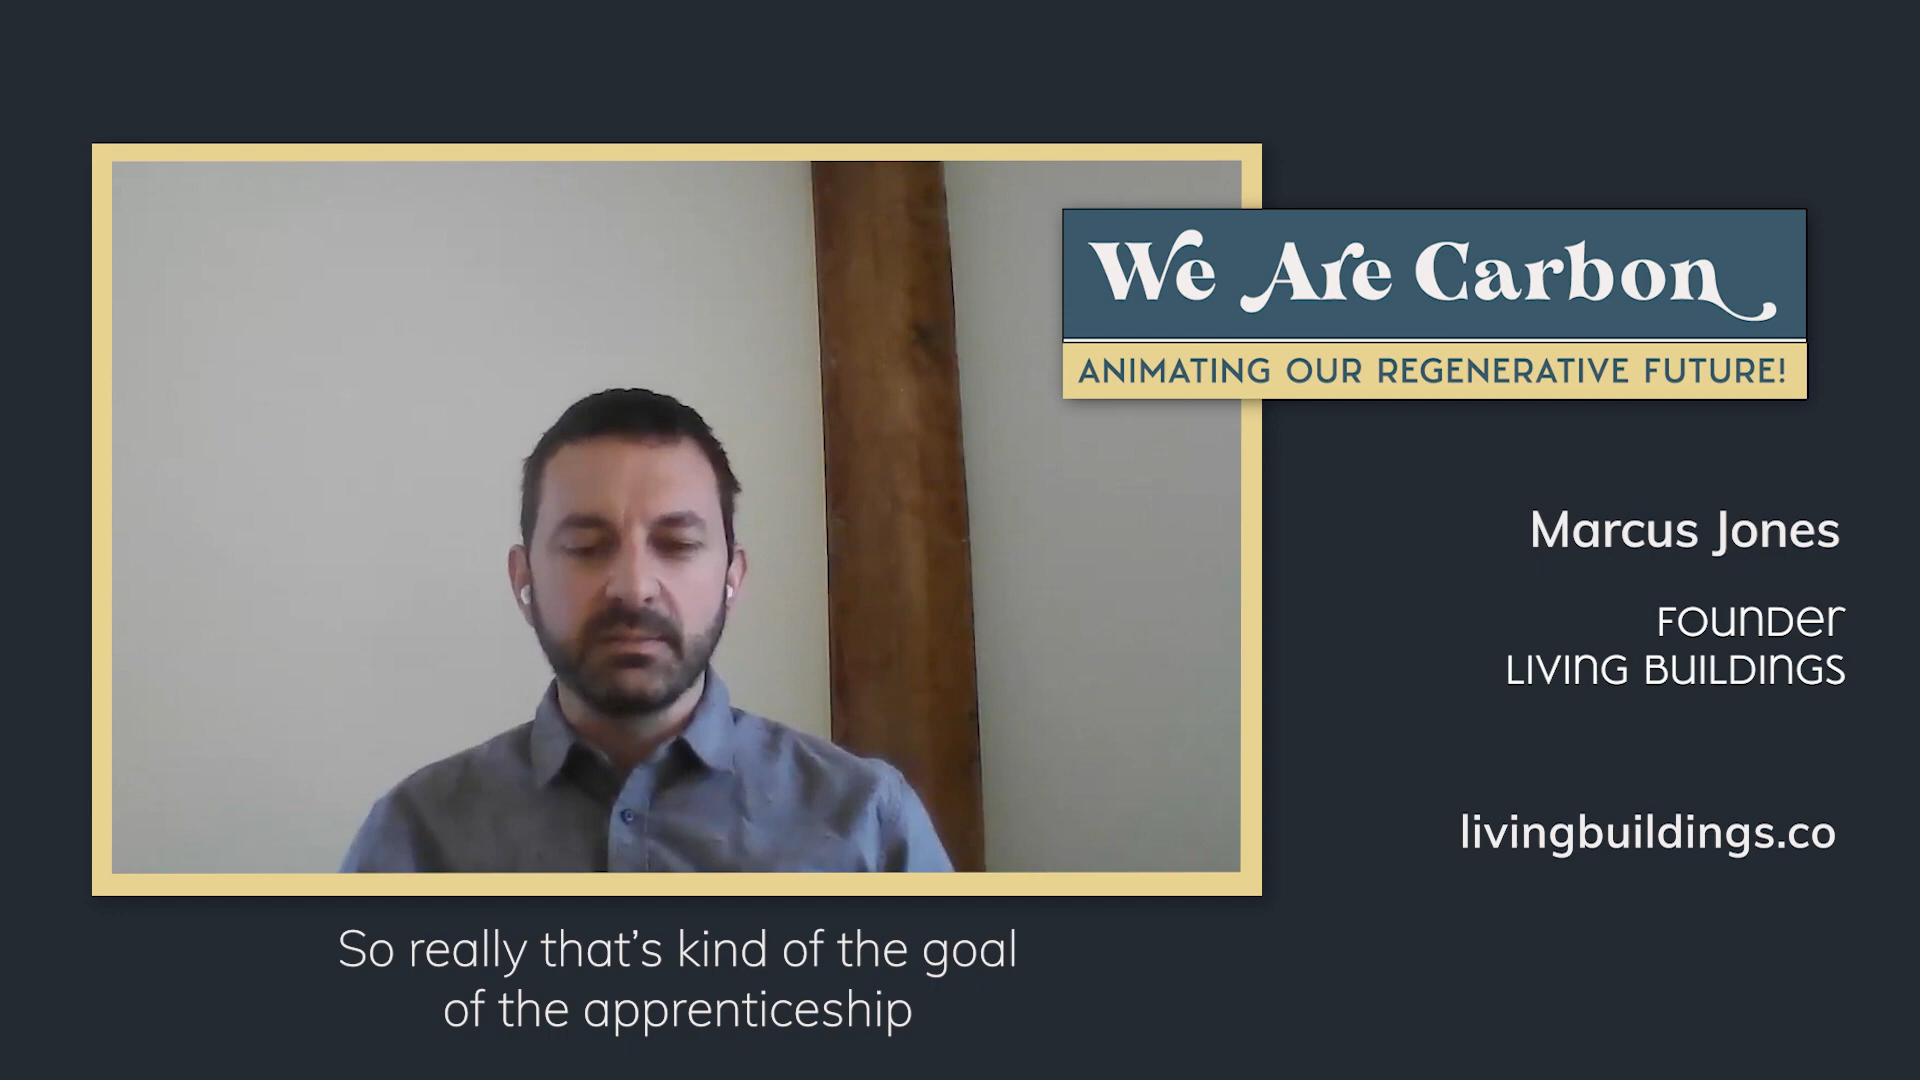 We Are Carbon
ANIMATING OUR REGENERATIVE FUTURE!
Marcus Jones
FOUNDER
LIVING BUILDINGS
livingbuildings.co
So really that’s kind of the goal
of the apprenticeship